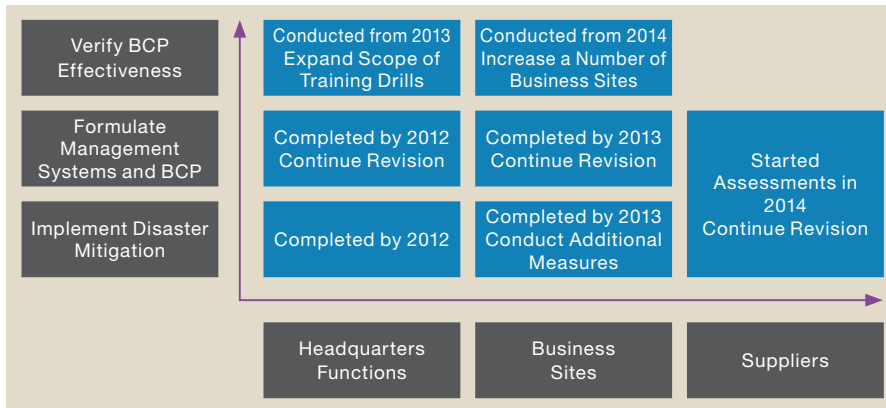 Verify BCP
Effectiveness
Conducted from 2013
Expand Scope of
Training Drills
Conducted from 2014
Increase a Number of
Business Sites
Formulate
Management
Systems and BCP
Completed by 2012
Continue Revision
Completed by 2013
Continue Revision
Started
Assessments in
2014
Continue Revision
Implement Disaster
Mitigation
Completed by 2012
Completed by 2013
Conduct Additional
Measures
Headquarters
Functions
Business
Sites
Suppliers